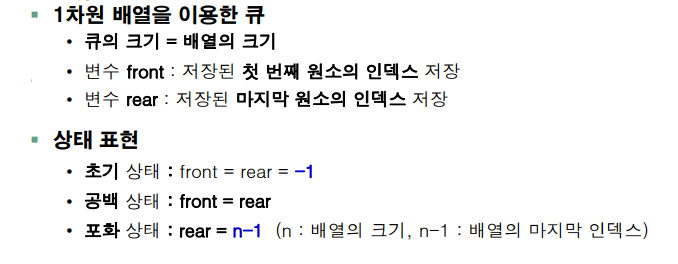 ▪ 1차원 배열을 이용한 큐
• 큐의 크기 = 배열의 크기
• 변수 front : 저장된 첫 번째 원소의 인덱스 저장
• 변수 rear : 저장된 마지막 원소의 인덱스 저장
▪ 상태 표현
• 초기 상태 : front = rear = -1
• 공백 상태 : front = rear
• 포화 상태 : rear = n-1 (n : 배열의 크기, n-1 : 배열의 마지막 인덱스)